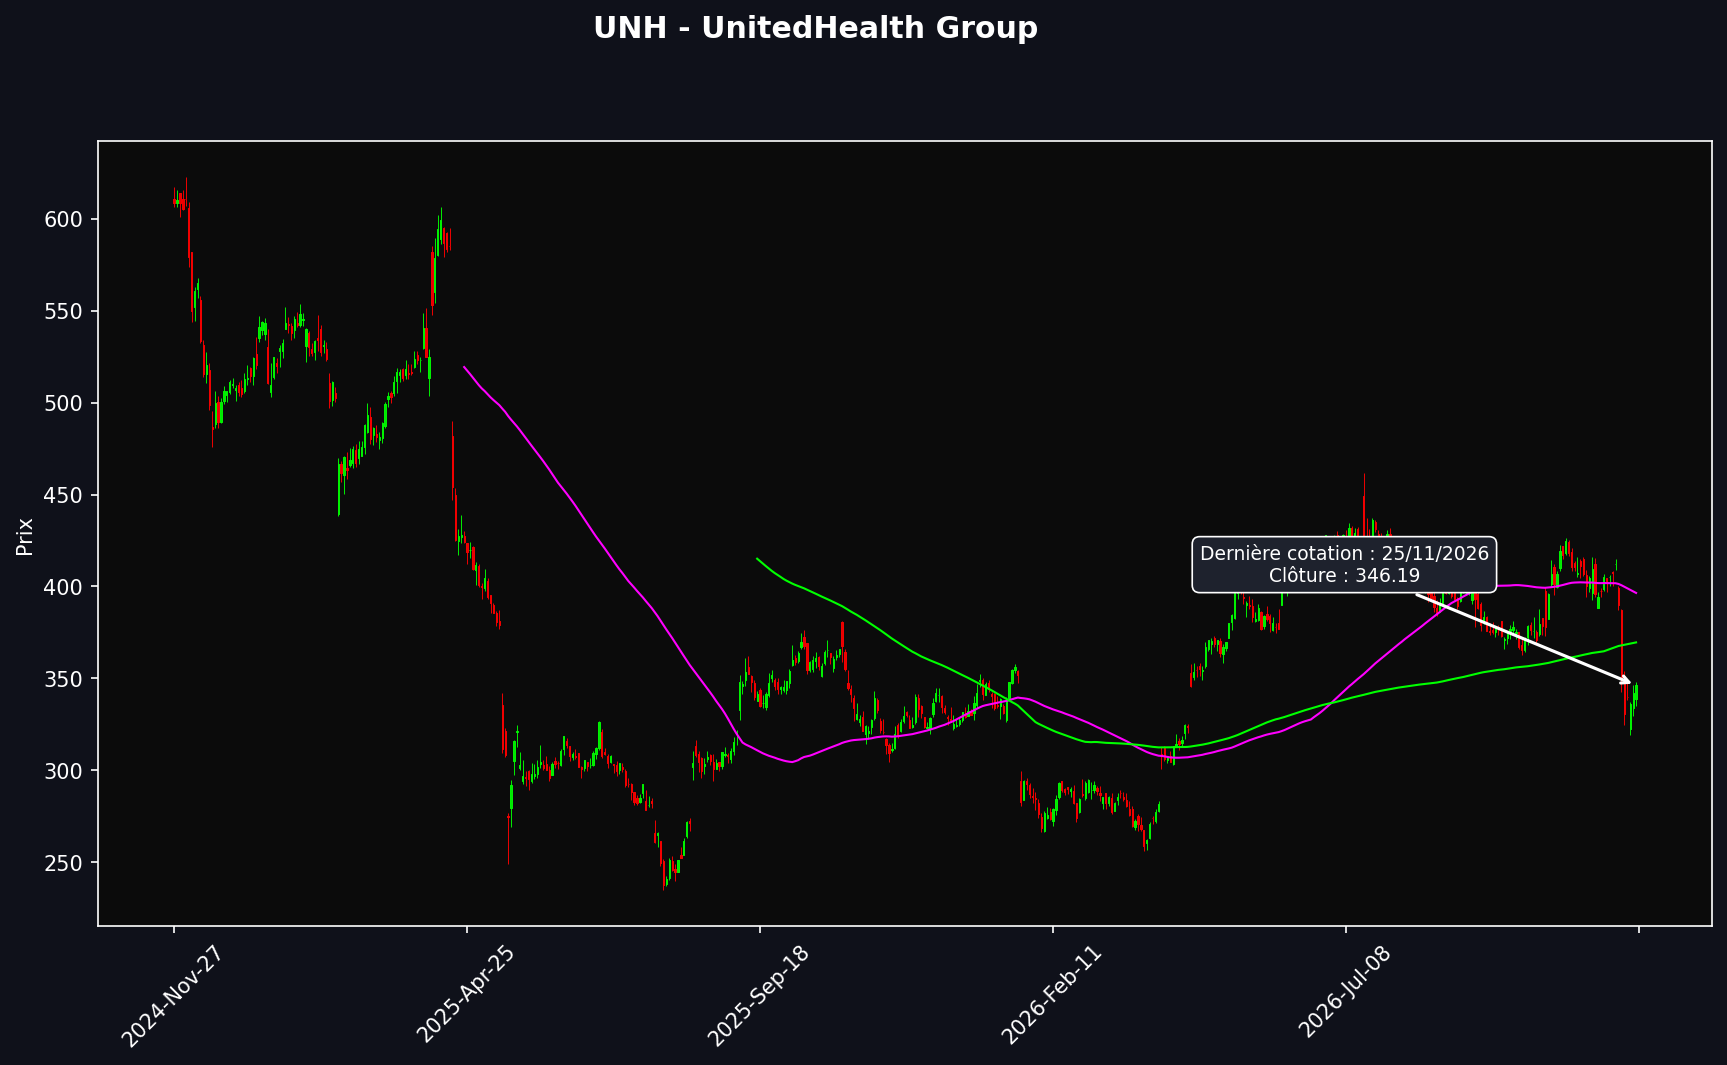 UNH - UnitedHealth Group
Prix
600
550
500
450
400
350
300
250
Dernière cotation : 25/11/2026
Clôture : 346.19
2024-Nov-27
2025-Apr-25
2025-Sep-18
2026-Feb-11
2026-Jul-08